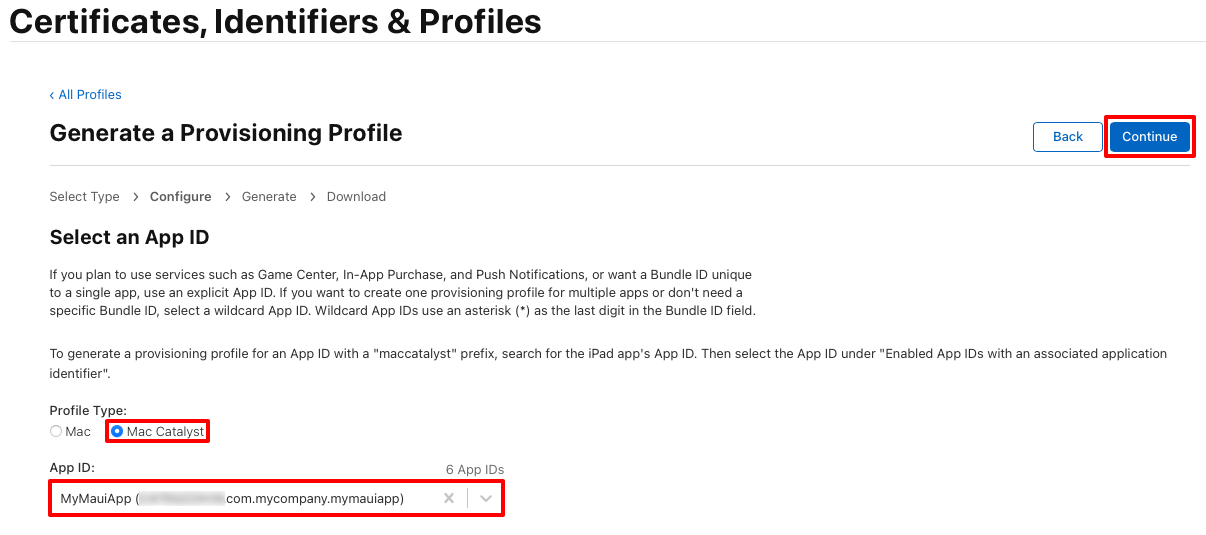 Certificates, Identifiers & Profiles
‹ All Profiles
Generate a Provisioning Profile
Back
Continue
Select Type > Configure > Generate > Download
Select an App ID
If you plan to use services such as Game Center, In-App Purchase, and Push Notifications, or want a Bundle ID unique
to a single app, use an explicit App ID. If you want to create one provisioning profile for multiple apps or don't need a
specific Bundle ID, select a wildcard App ID. Wildcard App IDs use an asterisk (*) as the last digit in the Bundle ID field.
To generate a provisioning profile for an App ID with a "maccatalyst" prefix, search for the iPad app's App ID. Then select the App ID under "Enabled App IDs with an associated application
identifier".
Profile Type:
Mac Mac Catalyst
App ID: 6 App IDs
MyMauiApp ( .com.mycompany.mymauiapp)